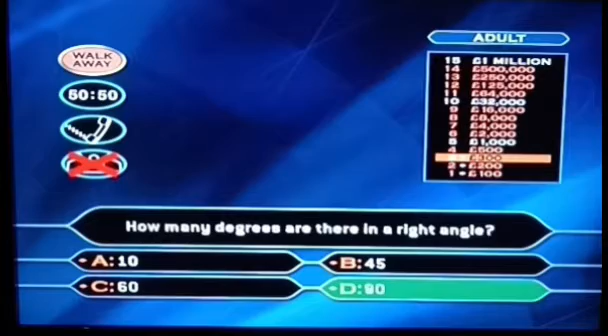 WALK
AWAY
50:50
ADULT
15 £1 MILLION
14 £500,000
13 £250,000
12 £125,000
11 £64,000
10 £32,000
9 £16,000
8 £8,000
7 £4,000
6 £2,000
5 £1,000
4 £500
3 £300
2 • £200
1 • £100
How many degrees are there in a right angle?
• A: 10
• B: 45
• C: 60
• D: 90